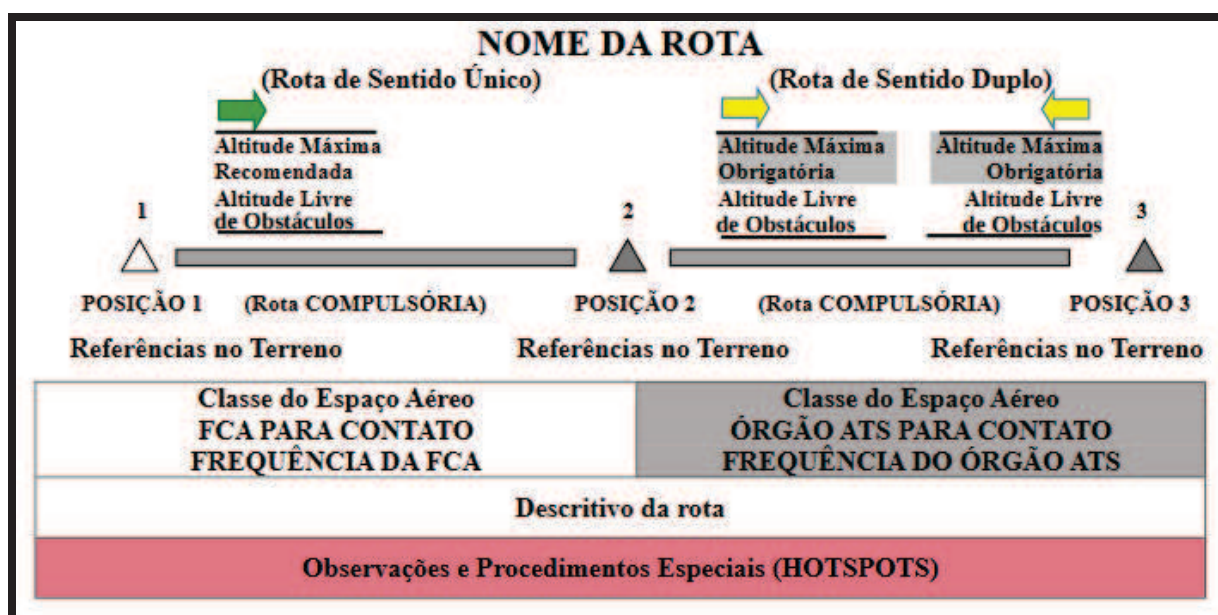 NOME DA ROTA
(Rota de Sentido Único)
(Rota de Sentido Duplo)
Altitude Máxima
Recomendada
Altitude Livre
de Obstáculos
Altitude Máxima
Obrigatória
Altitude Livre
de Obstáculos
Altitude Máxima
Obrigatória
Altitude Livre
de Obstáculos
1
2
3
POSIÇÃO 1
(Rota COMPULSÓRIA)
POSIÇÃO 2
(Rota COMPULSÓRIA)
POSIÇÃO 3
Referências no Terreno
Referências no Terreno
Referências no Terreno
Classe do Espaço Aéreo
FCA PARA CONTATO
FREQUÊNCIA DA FCA
Classe do Espaço Aéreo
ÓRGÃO ATS PARA CONTATO
FREQUÊNCIA DO ÓRGÃO ATS
Descritivo da rota
Observações e Procedimentos Especiais (HOTSPOTS)